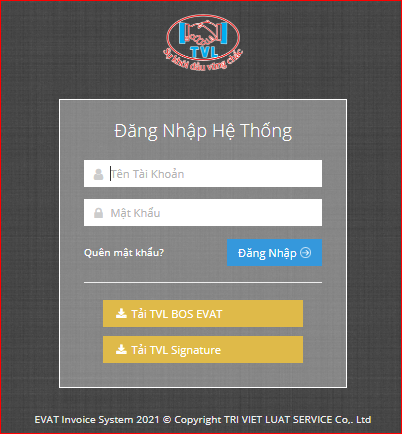 TVL
Sự khởi đầu vững chắc
Đăng Nhập Hệ Thống
Tên Tài Khoản
Mật Khẩu
Quên mật khẩu?
Đăng Nhập
Tải TVL BOS EVAT
Tải TVL Signature
EVAT Invoice System 2021 © Copyright TRI VIET LUAT SERVICE Co,. Ltd